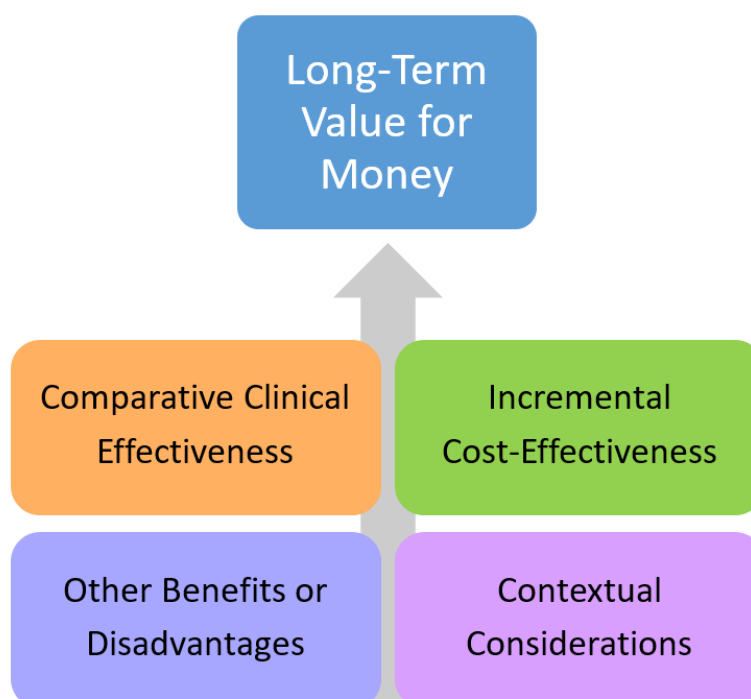 Long-Term
Value for
Money
Comparative Clinical
Effectiveness
Incremental
Cost-Effectiveness
Other Benefits or
Disadvantages
Contextual
Considerations